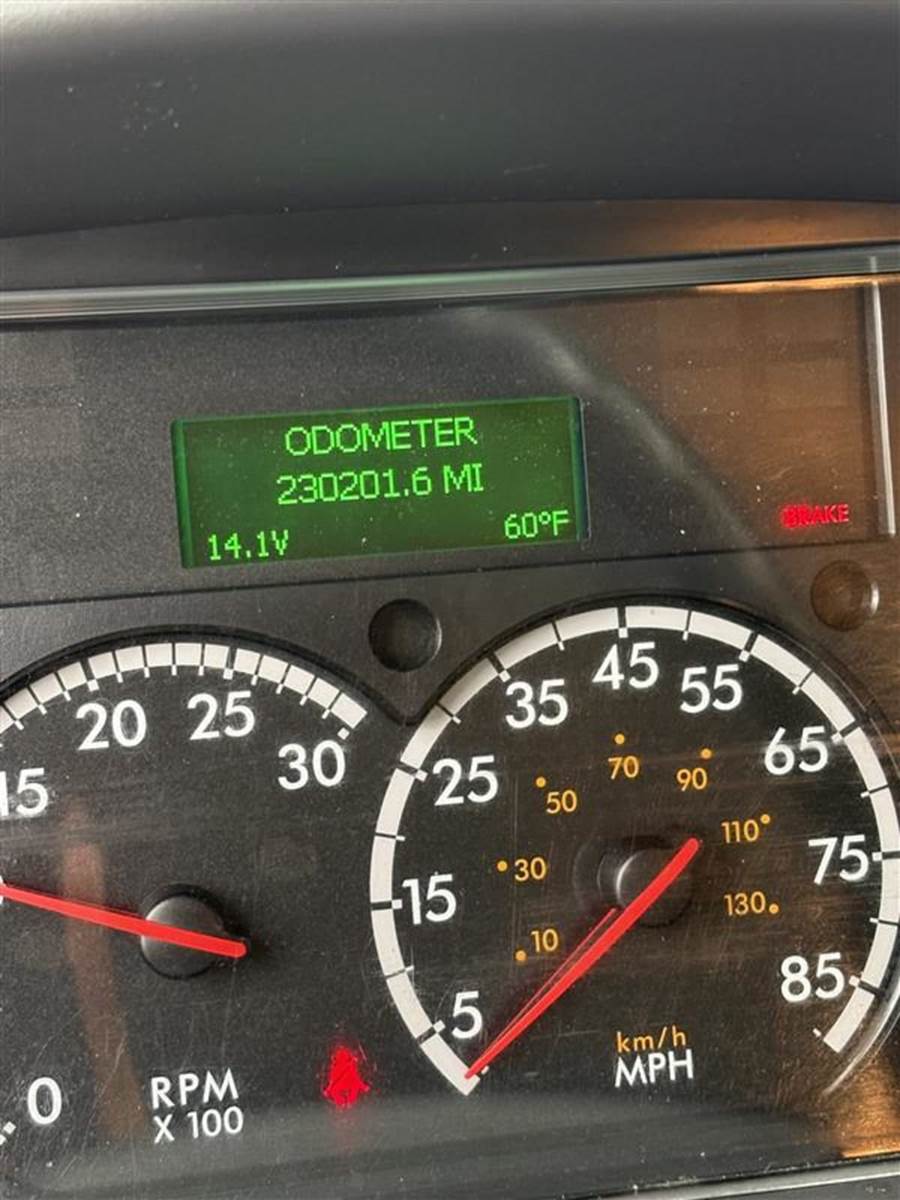 ODOMETER
230201.6 MI
14.1V 60°F
BRAKE
15 20 25 30
0
RPM
X 100
5 15 25 35 45 55 65 75 85
10 30 50 70 90 110 130
km/h
MPH